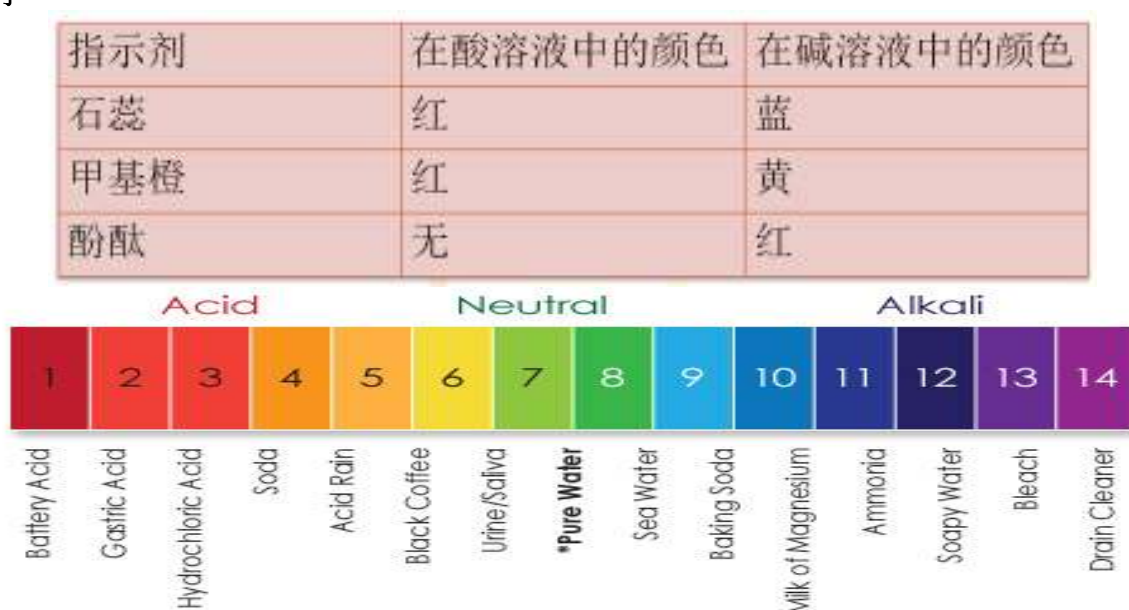 指示剂 在酸溶液中的颜色 在碱溶液中的颜色
石蕊 红 蓝
甲基橙 红 黄
酚酞 无 红
Acid Neutral Alkali
1 2 3 4 5 6 7 8 9 10 11 12 13 14
Battery Acid
Gastric Acid
Hydrochloric Acid
Soda
Acid Rain
Black Coffee
Urine/Saliva
*Pure Water
Sea Water
Baking Soda
Milk of Magnesium
Ammonia
Soapy Water
Bleach
Drain Cleaner